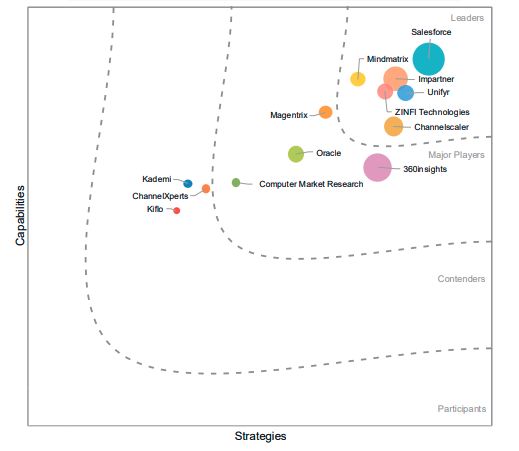 Leaders
Salesforce
Mindmatrix
Impartner
Unifyr
ZINFI Technologies
Magentrix
Channelscaler
Oracle
Major Players
360insights
Kademi
Computer Market Research
ChannelXperts
Kiflo
Capabilities
Contenders
Participants
Strategies